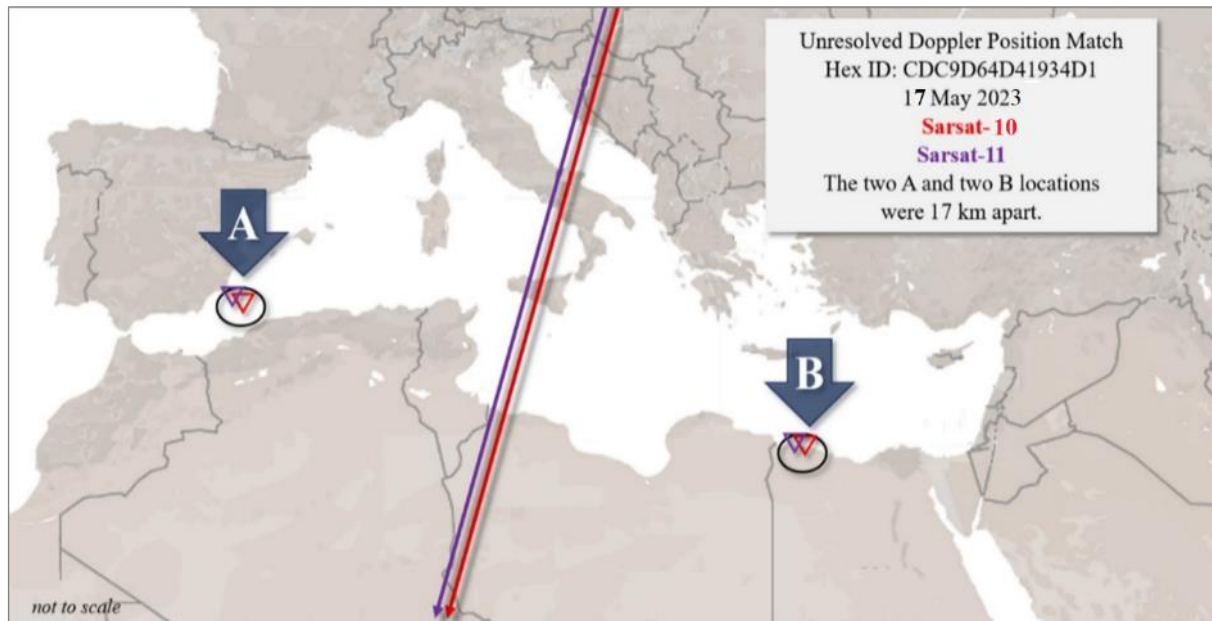 Unresolved Doppler Position Match
Hex ID: CDC9D64D41934D1
17 May 2023
Sarsat-10
Sarsat-11
The two A and two B locations
were 17 km apart.
A
B
not to scale